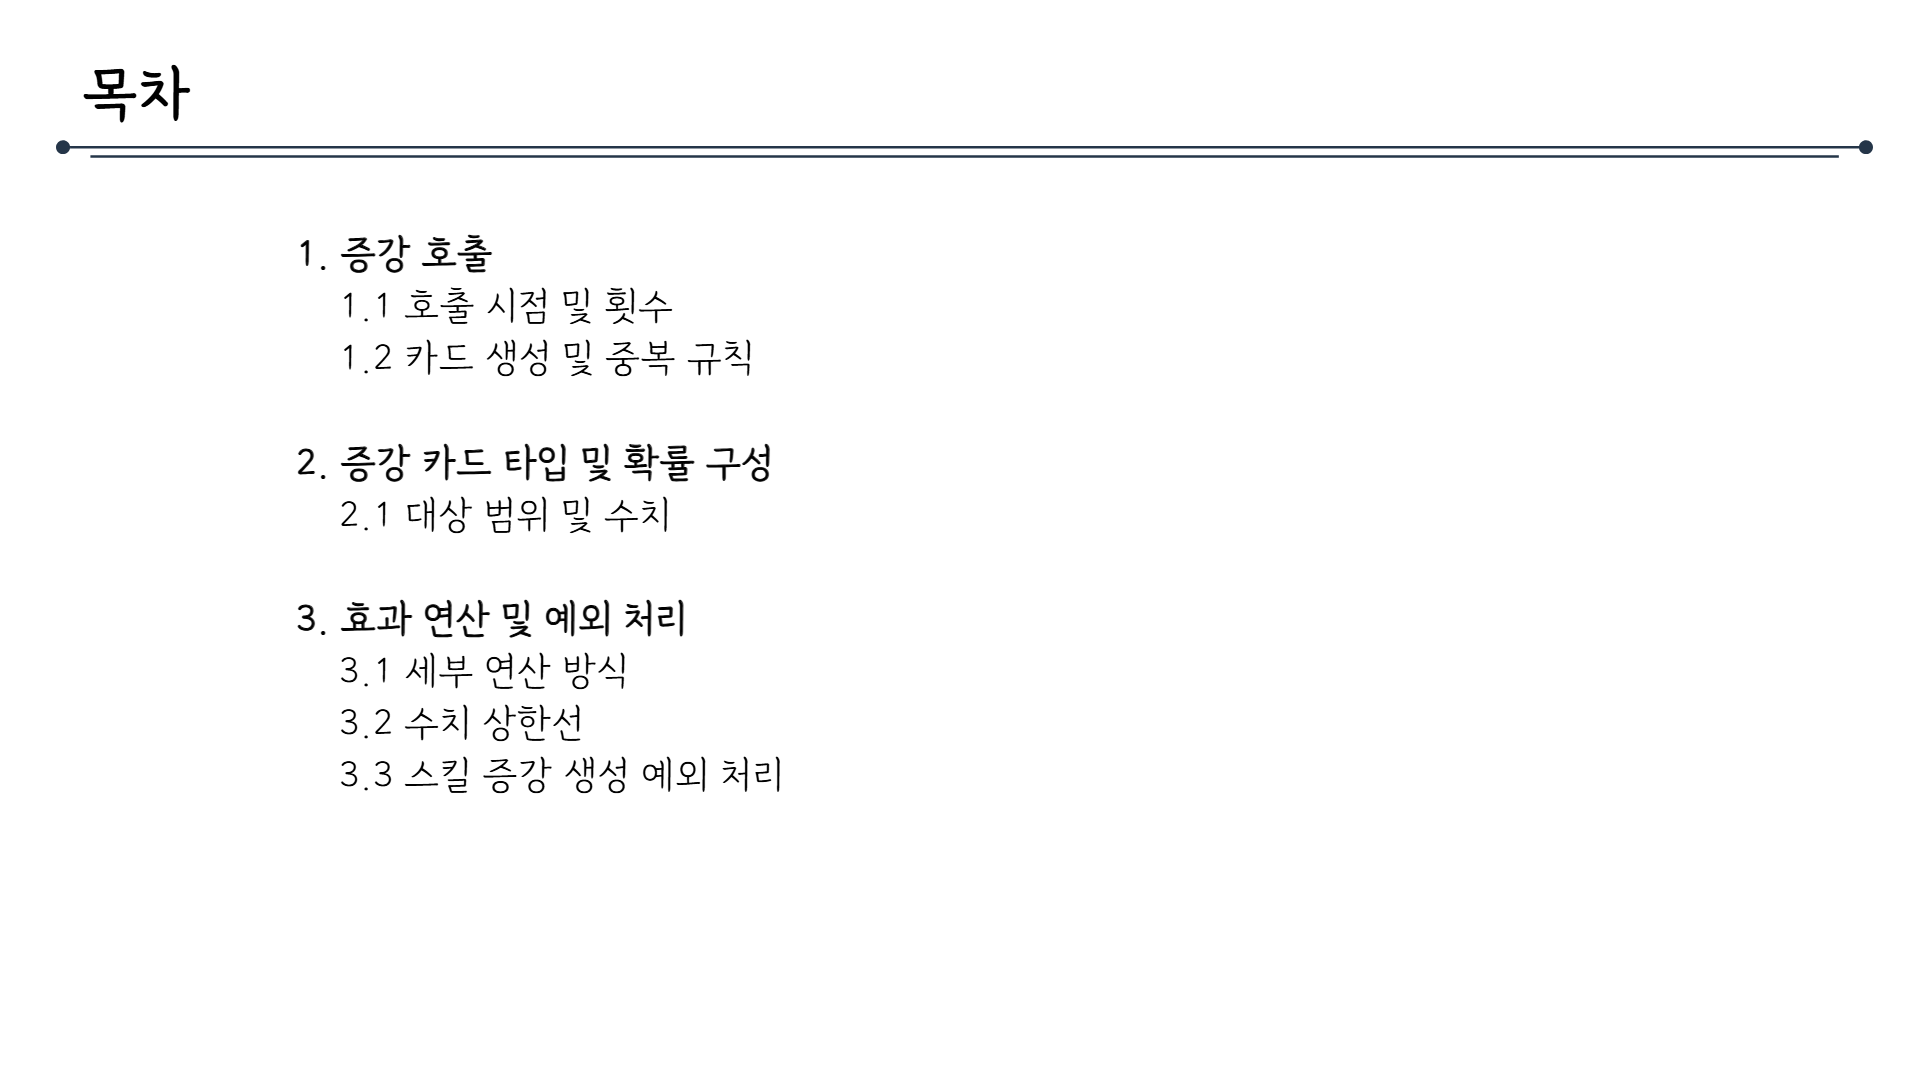 목차
1. 증강 호출
1.1 호출 시점 및 횟수
1.2 카드 생성 및 중복 규칙
2. 증강 카드 타입 및 확률 구성
2.1 대상 범위 및 수치
3. 효과 연산 및 예외 처리
3.1 세부 연산 방식
3.2 수치 상한선
3.3 스킬 증강 생성 예외 처리